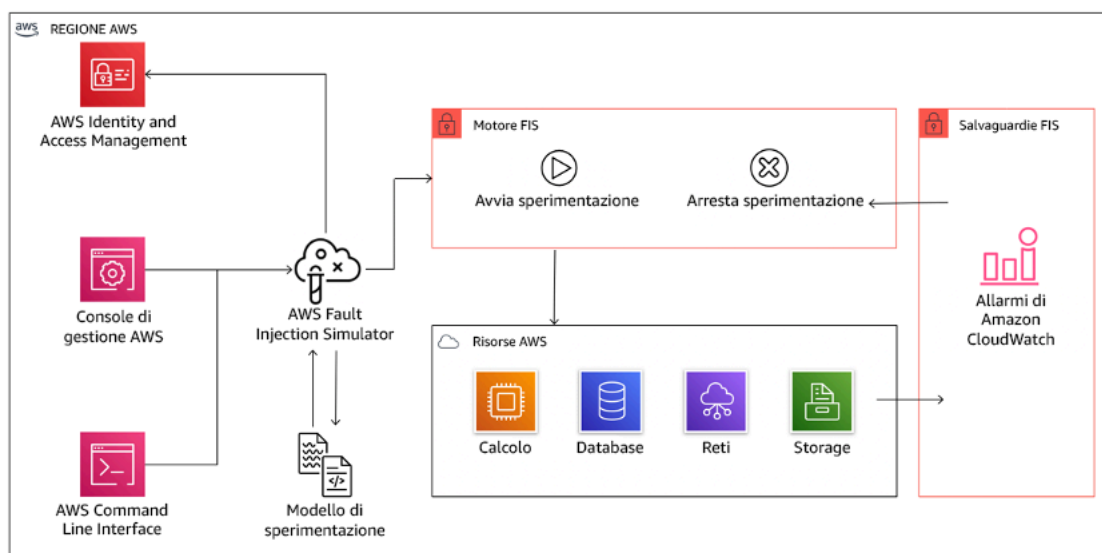 aws
REGIONE AWS
AWS Identity and
Access Management
Console di
gestione AWS
AWS Command
Line Interface
AWS Fault
Injection Simulator
</>
Modello di
sperimentazione
Motore FIS
Avvia sperimentazione
Arresta sperimentazione
Risorse AWS
Calcolo
Database
Reti
Storage
Salvaguardie FIS
Allarmi di
Amazon
CloudWatch